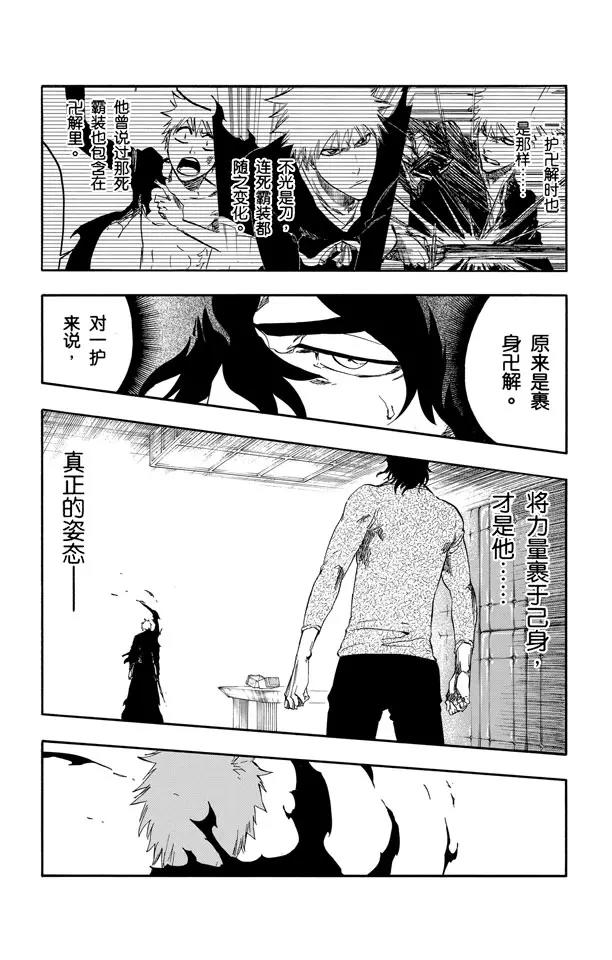 一护卍解时也
是那样……
不光是刀，
连死霸装都
随之变化。
他曾说过那死
霸装也包含在
卍解里。
原来是裹
身卍解。
对一护
来说，
将力量裹于己身，
才是他……
真正的姿态——